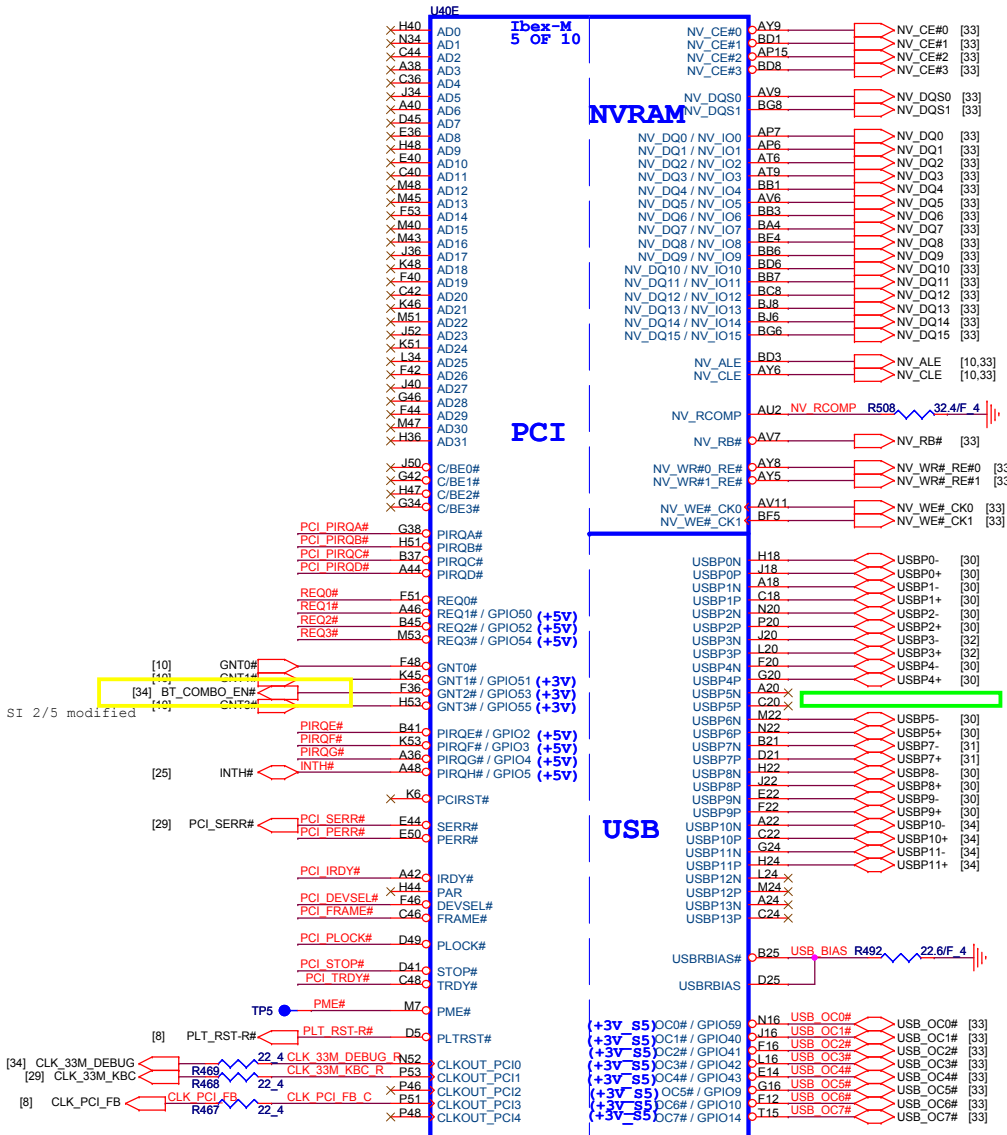 U40E
Ibex-M
5 OF 10
PCI
H40 AD0
N34 AD1
C44 AD2
A38 AD3
C36 AD4
J34 AD5
A40 AD6
D45 AD7
E36 AD8
H48 AD9
E40 AD10
C40 AD11
M48 AD12
M45 AD13
F53 AD14
M40 AD15
M43 AD16
J36 AD17
K48 AD18
F40 AD19
C42 AD20
K46 AD21
M51 AD22
J52 AD23
K51 AD24
L34 AD25
F42 AD26
J40 AD27
G46 AD28
F44 AD29
M47 AD30
H36 AD31
J50 C/BE0#
G42 C/BE1#
H47 C/BE2#
G34 C/BE3#
PCI_PIRQA# G38 PIRQA#
PCI_PIRQB# H51 PIRQB#
PCI_PIRQC# B37 PIRQC#
PCI_PIRQD# A44 PIRQD#
REQ0# F51 REQ0#
REQ1# A46 REQ1# / GPIO50 (+5V)
REQ2# B45 REQ2# / GPIO52 (+5V)
REQ3# M53 REQ3# / GPIO54 (+5V)
[10] GNT0# F48 GNT0#
GNT1# K45 GNT1# / GPIO51 (+3V)
[34] BT_COMBO_EN# F36 GNT2# / GPIO53 (+3V)
GNT3# H53 GNT3# / GPIO55 (+3V)
SI 2/5 modified
PIRQE# B41 PIRQE# / GPIO2 (+5V)
PIRQF# K53 PIRQF# / GPIO3 (+5V)
PIRQG# A36 PIRQG# / GPIO4 (+5V)
[25] INTH# INTH# A48 PIRQH# / GPIO5 (+5V)
K6 PCIRST#
[29] PCI_SERR# PCI_SERR# E44 SERR#
PCI_PERR# E50 PERR#
PCI_IRDY# A42 IRDY#
H44 PAR
PCI_DEVSEL# F46 DEVSEL#
PCI_FRAME# C46 FRAME#
PCI_PLOCK# D49 PLOCK#
PCI_STOP# D41 STOP#
PCI_TRDY# C48 TRDY#
TP5 PME# M7 PME#
[8] PLT_RST-R# PLT_RST-R# D5 PLTRST#
[34] CLK_33M_DEBUG R469 22_4 CLK_33M_DEBUG_R N52 CLKOUT_PCI0
[29] CLK_33M_KBC R468 22_4 CLK_33M_KBC_R P53 CLKOUT_PCI1
P46 CLKOUT_PCI2
[8] CLK_PCI_FB CLK_PCI_FB R467 22_4 CLK_PCI_FB_C P51 CLKOUT_PCI3
P48 CLKOUT_PCI4
NVRAM
NV_CE#0 AY9 NV_CE#0 [33]
NV_CE#1 BD1 NV_CE#1 [33]
NV_CE#2 AP15 NV_CE#2 [33]
NV_CE#3 BD8 NV_CE#3 [33]
NV_DQS0 AV9 NV_DQS0 [33]
NV_DQS1 BG8 NV_DQS1 [33]
NV_DQ0 / NV_IO0 AP7 NV_DQ0 [33]
NV_DQ1 / NV_IO1 AP6 NV_DQ1 [33]
NV_DQ2 / NV_IO2 AT6 NV_DQ2 [33]
NV_DQ3 / NV_IO3 AT9 NV_DQ3 [33]
NV_DQ4 / NV_IO4 BB1 NV_DQ4 [33]
NV_DQ5 / NV_IO5 AV6 NV_DQ5 [33]
NV_DQ6 / NV_IO6 BB3 NV_DQ6 [33]
NV_DQ7 / NV_IO7 BA4 NV_DQ7 [33]
NV_DQ8 / NV_IO8 BE4 NV_DQ8 [33]
NV_DQ9 / NV_IO9 BB6 NV_DQ9 [33]
NV_DQ10 / NV_IO10 BD6 NV_DQ10 [33]
NV_DQ11 / NV_IO11 BB7 NV_DQ11 [33]
NV_DQ12 / NV_IO12 BC8 NV_DQ12 [33]
NV_DQ13 / NV_IO13 BJ8 NV_DQ13 [33]
NV_DQ14 / NV_IO14 BJ6 NV_DQ14 [33]
NV_DQ15 / NV_IO15 BG6 NV_DQ15 [33]
NV_ALE BD3 NV_ALE [10,33]
NV_CLE AY6 NV_CLE [10,33]
NV_RCOMP AU2 NV_RCOMP R508 32.4/F_4
NV_RB# AV7 NV_RB# [33]
NV_WR#0_RE# AY8 NV_WR#_RE#0 [33
NV_WR#1_RE# AY5 NV_WR#_RE#1 [33
NV_WE#_CK0 AV11 NV_WE#_CK0 [33]
NV_WE#_CK1 BF5 NV_WE#_CK1 [33]
USB
USBP0N H18 USBP0- [30]
USBP0P J18 USBP0+ [30]
USBP1N A18 USBP1- [30]
USBP1P C18 USBP1+ [30]
USBP2N N20 USBP2- [30]
USBP2P P20 USBP2+ [30]
USBP3N J20 USBP3- [32]
USBP3P L20 USBP3+ [32]
USBP4N F20 USBP4- [30]
USBP4P G20 USBP4+ [30]
USBP5N A20
USBP5P C20
USBP6N M22 USBP5- [30]
USBP6P N22 USBP5+ [30]
USBP7N B21 USBP7- [31]
USBP7P D21 USBP7+ [31]
USBP8N H22 USBP8- [30]
USBP8P J22 USBP8+ [30]
USBP9N E22 USBP9- [30]
USBP9P F22 USBP9+ [30]
USBP10N A22 USBP10- [34]
USBP10P C22 USBP10+ [34]
USBP11N G24 USBP11- [34]
USBP11P H24 USBP11+ [34]
USBP12N L24
USBP12P M24
USBP13N A24
USBP13P C24
USBRBIAS# B25 USB_BIAS R492 22.6/F_4
USBRBIAS D25
(+3V_S5) OC0# / GPIO59 N16 USB_OC0# USB_OC0# [33]
(+3V_S5) OC1# / GPIO40 J16 USB_OC1# USB_OC1# [33]
(+3V_S5) OC2# / GPIO41 F16 USB_OC2# USB_OC2# [33]
(+3V_S5) OC3# / GPIO42 L16 USB_OC3# USB_OC3# [33]
(+3V_S5) OC4# / GPIO43 E14 USB_OC4# USB_OC4# [33]
(+3V_S5) OC5# / GPIO9 G16 USB_OC5# USB_OC5# [33]
(+3V_S5) OC6# / GPIO10 F12 USB_OC6# USB_OC6# [33]
(+3V_S5) OC7# / GPIO14 T15 USB_OC7# USB_OC7# [33]